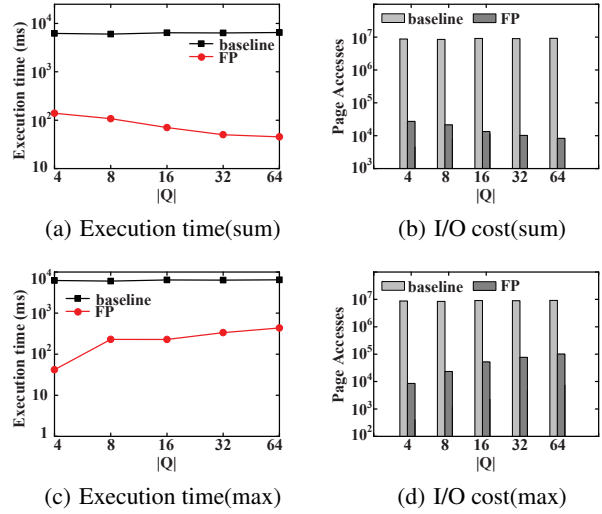 Execution time (ms)
10^4
10^3
10^2
10
baseline
FP
4 8 16 32 64
|Q|
(a) Execution time(sum)
Page Accesses
10^7
10^6
10^5
10^4
10^3
baseline FP
4 8 16 32 64
|Q|
(b) I/O cost(sum)
Execution time (ms)
10^4
10^3
10^2
10
1
baseline
FP
4 8 16 32 64
|Q|
(c) Execution time(max)
Page Accesses
10^7
10^6
10^5
10^4
10^3
10^2
baseline FP
4 8 16 32 64
|Q|
(d) I/O cost(max)